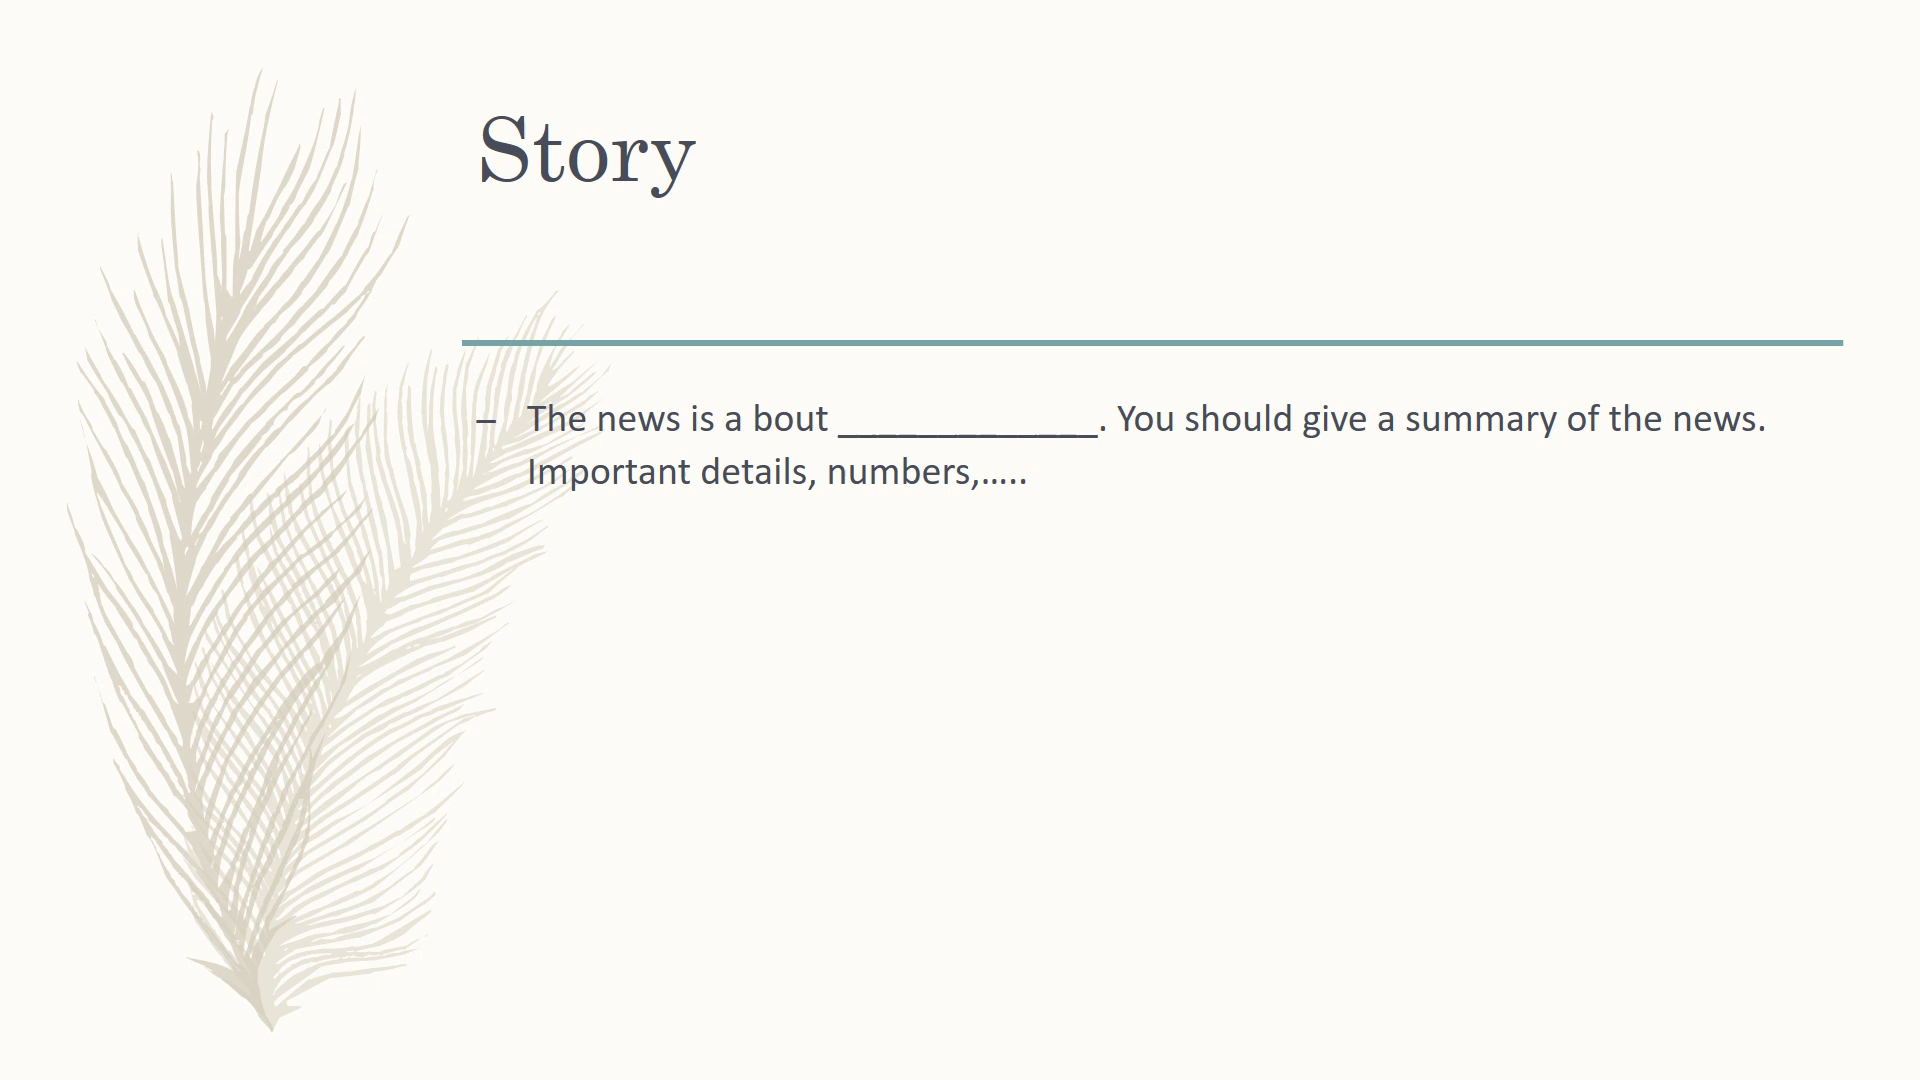 Story
– The news is a bout _____________. You should give a summary of the news.
Important details, numbers,…..